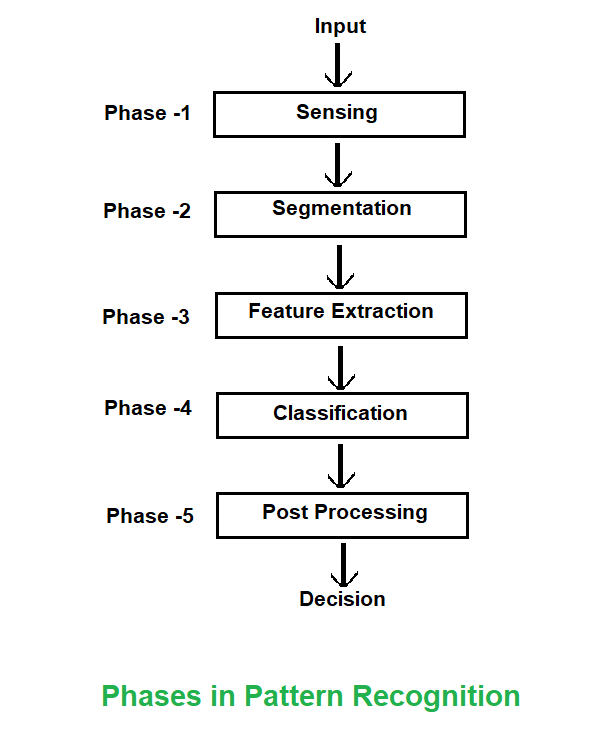 Input
Phase -1 Sensing
Phase -2 Segmentation
Phase -3 Feature Extraction
Phase -4 Classification
Phase -5 Post Processing
Decision
Phases in Pattern Recognition